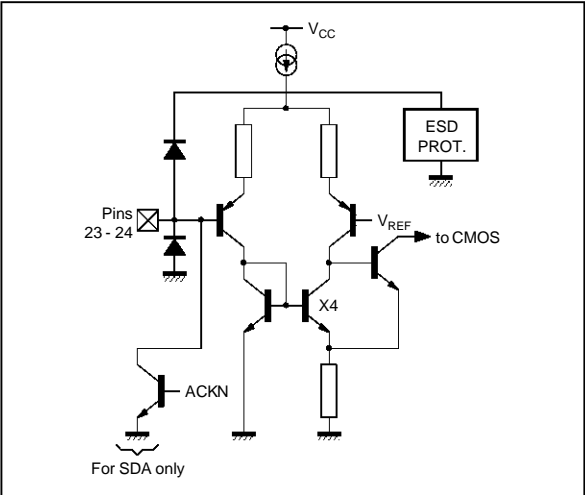 VCC
ESD
PROT.
Pins
23 - 24
VREF
to CMOS
X4
ACKN
For SDA only